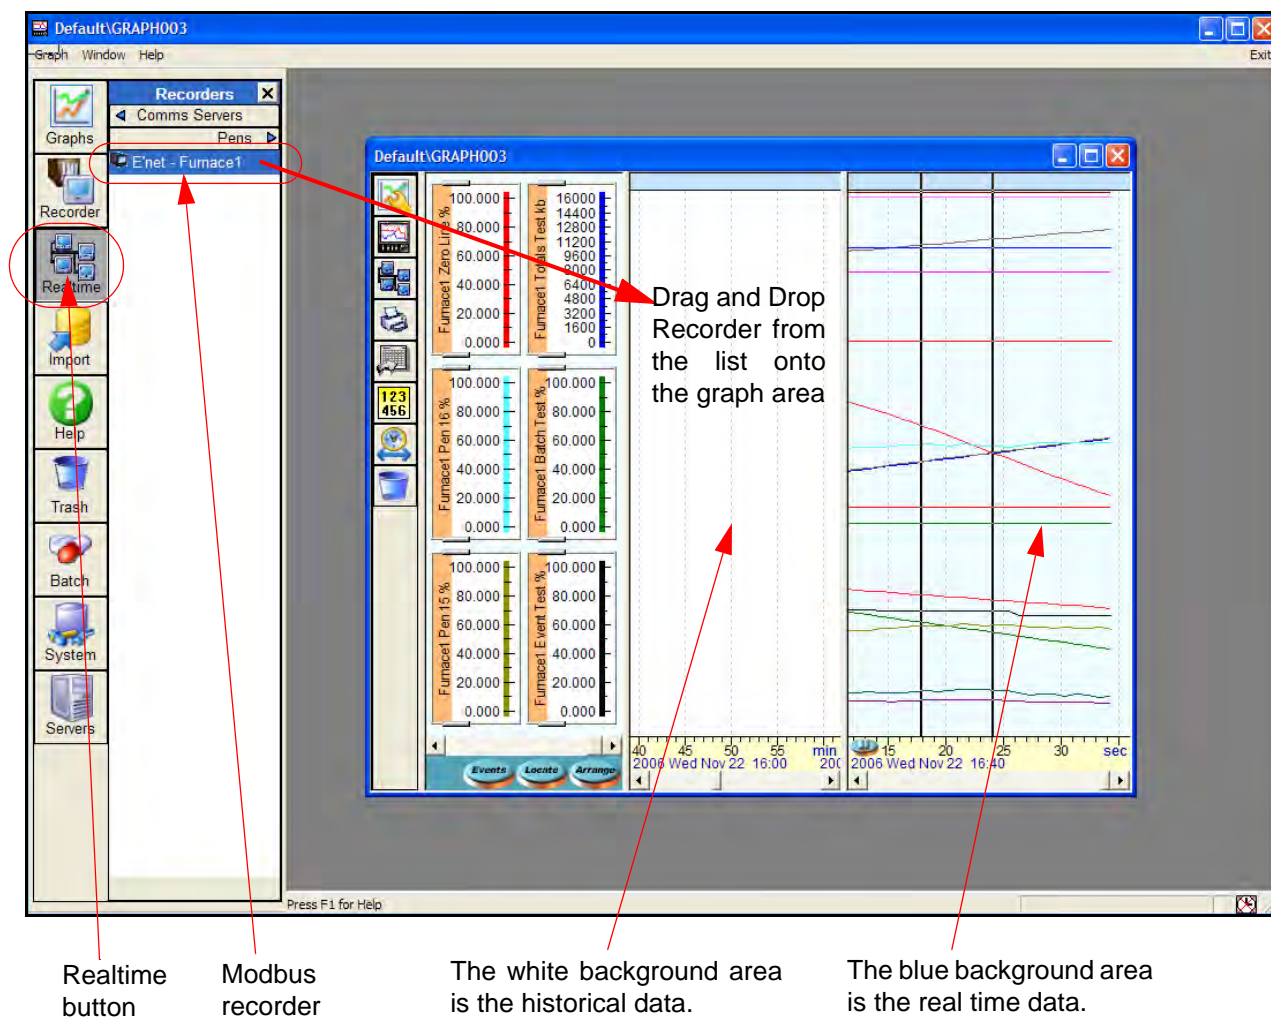 Default\GRAPH003
Graph Window Help
Exit
Recorders
Comms Servers
Pens
E'net - Furnace1
Graphs
Recorder
Realtime
Import
Help
Trash
Batch
System
Servers
Default\GRAPH003
123
456
Furnace1 Zero Line %
100.000
80.000
60.000
40.000
20.000
0.000
Furnace1 Totals Test kb
16000
14400
12800
11200
9600
8000
6400
4800
3200
1600
0
Furnace1 Pen 16 %
100.000
80.000
60.000
40.000
20.000
0.000
Furnace1 Batch Test %
100.000
80.000
60.000
40.000
20.000
0.000
Furnace1 Pen 15 %
100.000
80.000
60.000
40.000
20.000
0.000
Furnace1 Event Test %
100.000
80.000
60.000
40.000
20.000
0.000
Events Locate Arrange
Drag and Drop
Recorder from
the list onto
the graph area
40 45 50 55 min
2006 Wed Nov 22 16:00 200
15 20 25 30 sec
2006 Wed Nov 22 16:40
Press F1 for Help
Realtime
button
Modbus
recorder
The white background area
is the historical data.
The blue background area
is the real time data.